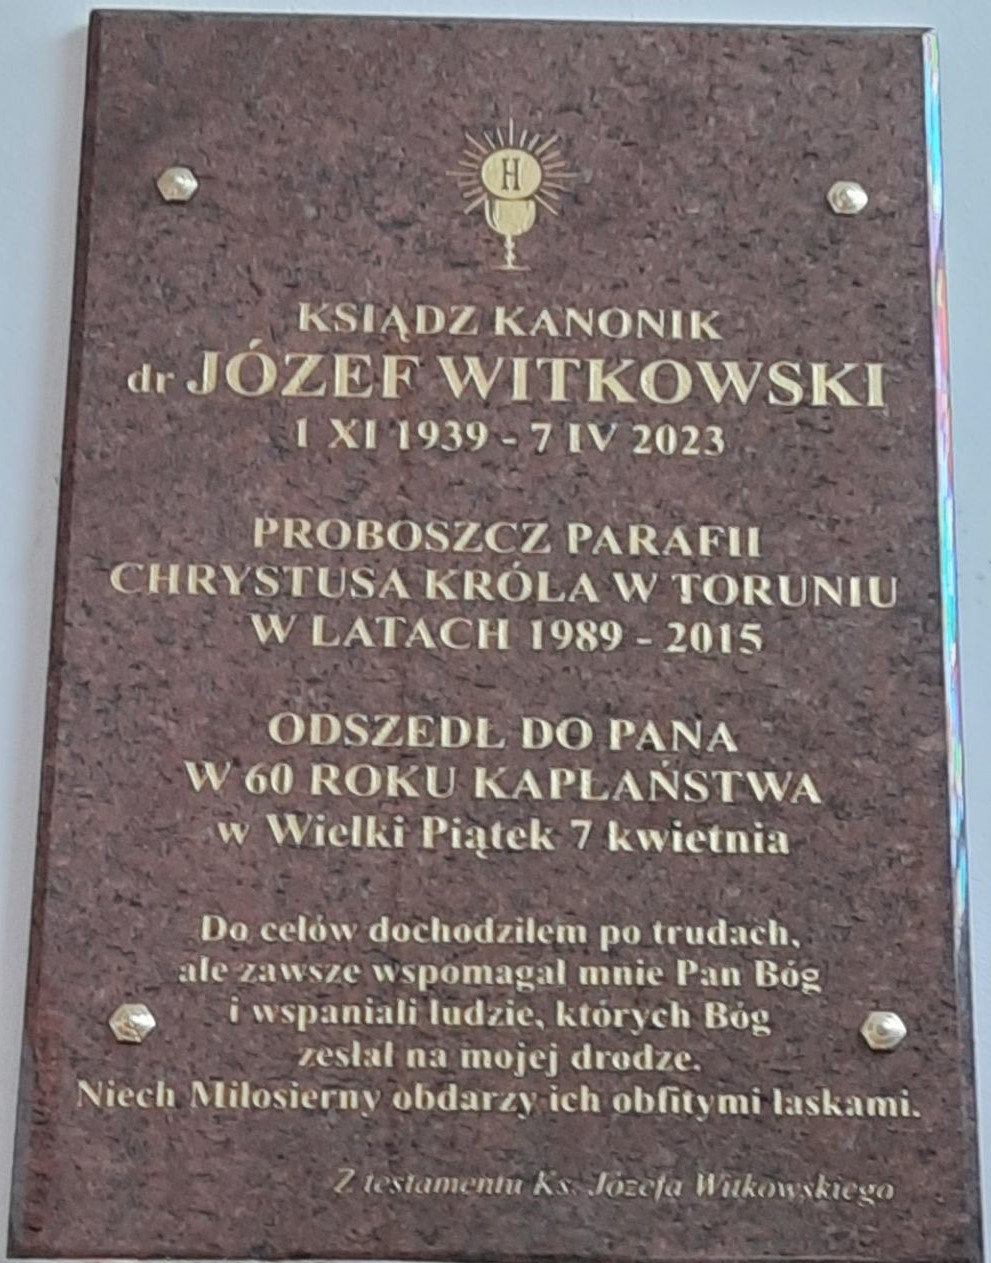 H
KSIĄDZ KANONIK
dr JÓZEF WITKOWSKI
1 XI 1939 - 7 IV 2023
PROBOSZCZ PARAFII
CHRYSTUSA KRÓLA W TORUNIU
W LATACH 1989 - 2015
ODSZEDŁ DO PANA
W 60 ROKU KAPŁAŃSTWA
w Wielki Piątek 7 kwietnia
Do celów dochodziłem po trudach,
ale zawsze wspomagał mnie Pan Bóg
i wspaniali ludzie, których Bóg
zesłał na mojej drodze.
Niech Miłosierny obdarzy ich obfitymi łaskami.
Z testamentu Ks. Józefa Witkowskiego